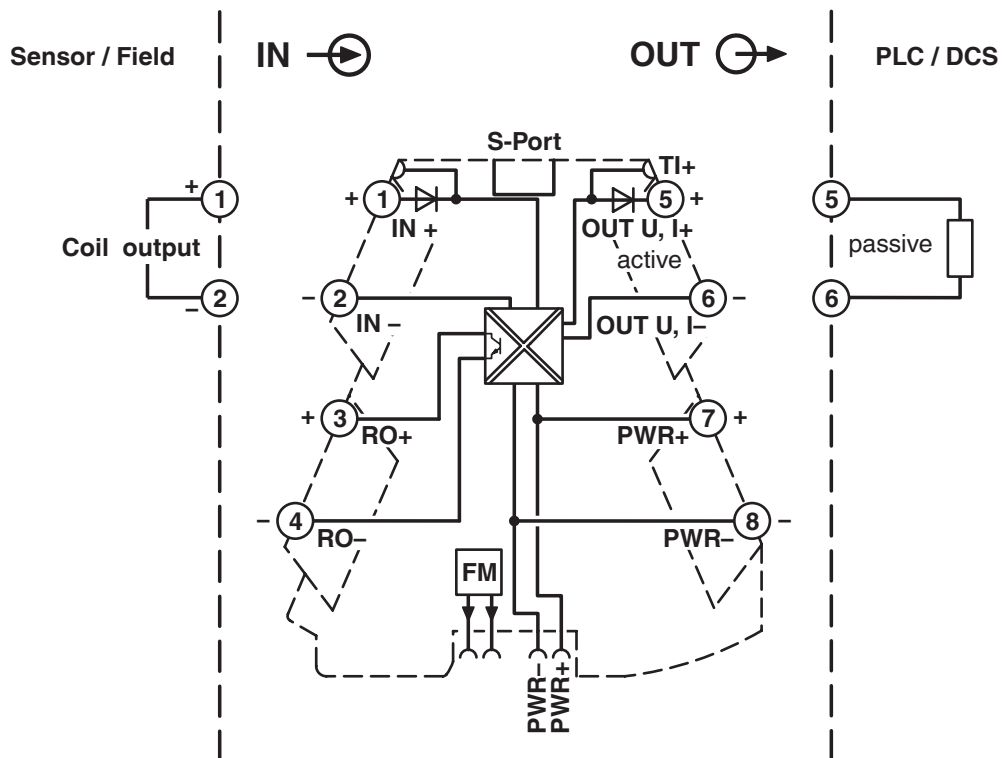 Sensor / Field
IN
OUT
PLC / DCS
S-Port
TI+
+
1
+
1
5
+
5
IN +
OUT U, I+
Coil output
active
passive
2
–
–
2
6
–
6
IN –
OUT U, I–
+
3
7
+
RO+
PWR+
–
4
8
–
RO–
PWR–
FM
PWR–
PWR+